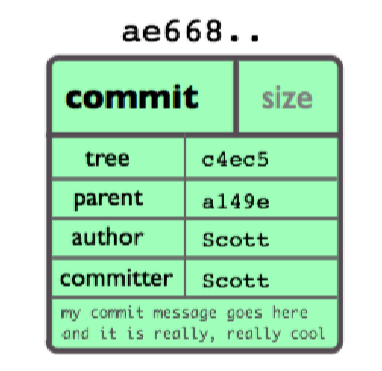 ae668..
commit size
tree c4ec5
parent a149e
author Scott
committer Scott
my commit message goes here
and it is really, really cool